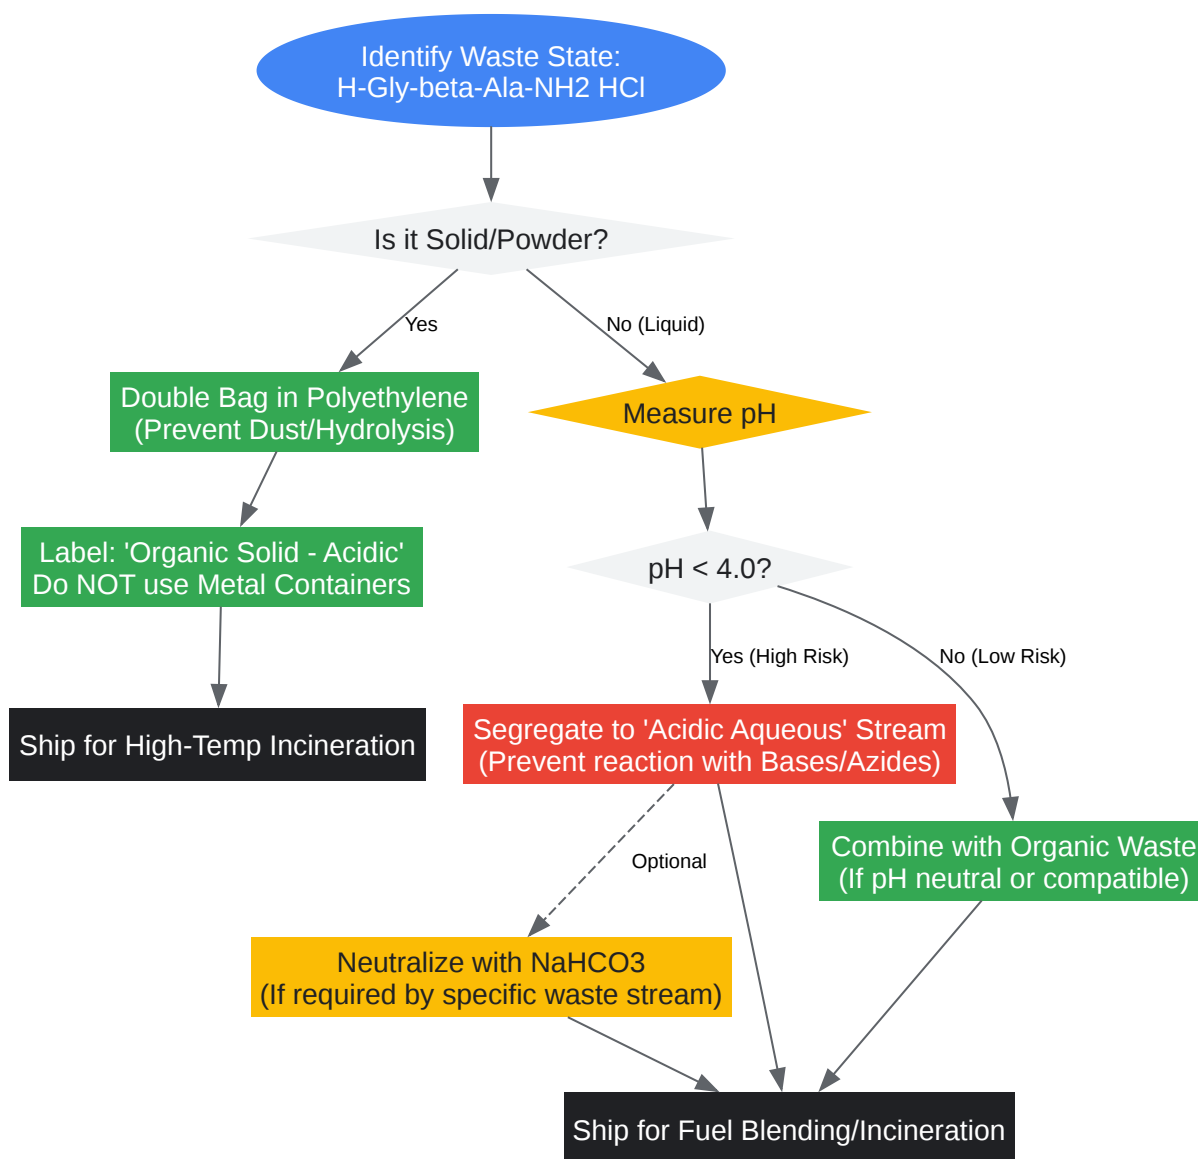 Identify Waste State:
H-Gly-beta-Ala-NH2 HCl
Is it Solid/Powder?
Yes
No (Liquid)
Double Bag in Polyethylene
(Prevent Dust/Hydrolysis)
Measure pH
Label: 'Organic Solid - Acidic'
Do NOT use Metal Containers
pH < 4.0?
Yes (High Risk)
No (Low Risk)
Ship for High-Temp Incineration
Segregate to 'Acidic Aqueous' Stream
(Prevent reaction with Bases/Azides)
Combine with Organic Waste
(If pH neutral or compatible)
Optional
Neutralize with NaHCO3
(If required by specific waste stream)
Ship for Fuel Blending/Incineration